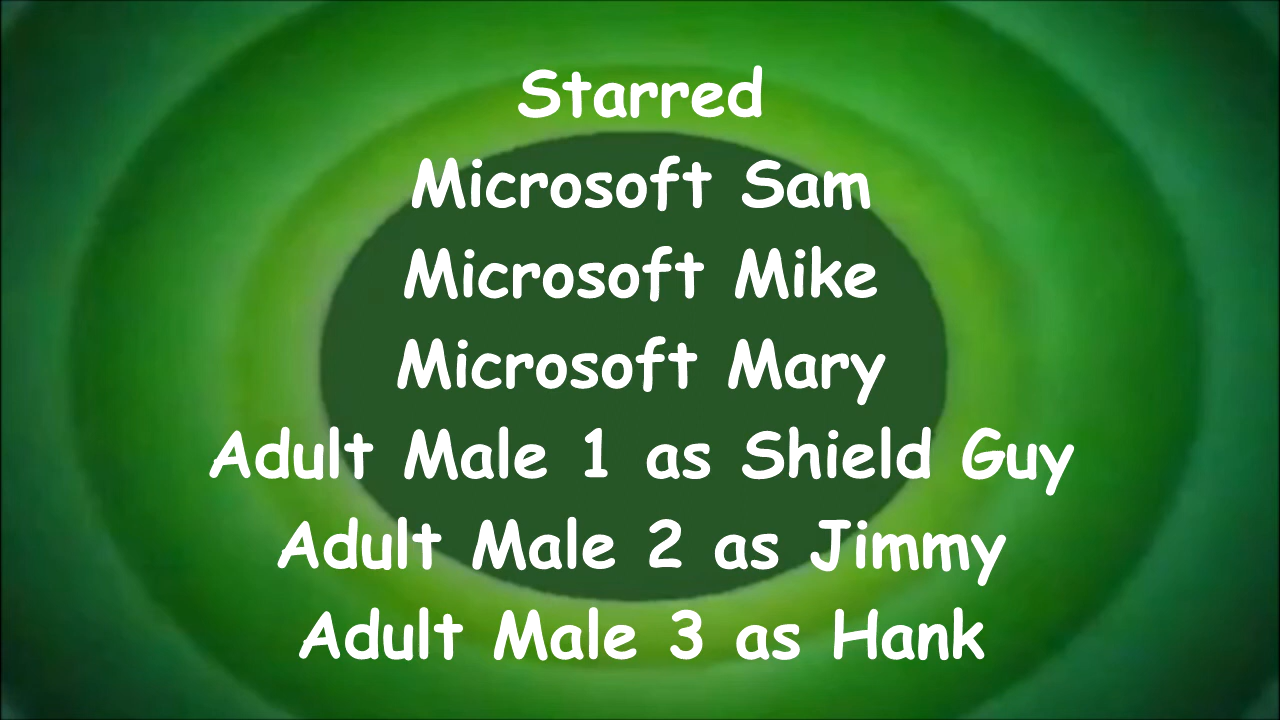 Starred
Microsoft Sam
Microsoft Mike
Microsoft Mary
Adult Male 1 as Shield Guy
Adult Male 2 as Jimmy
Adult Male 3 as Hank